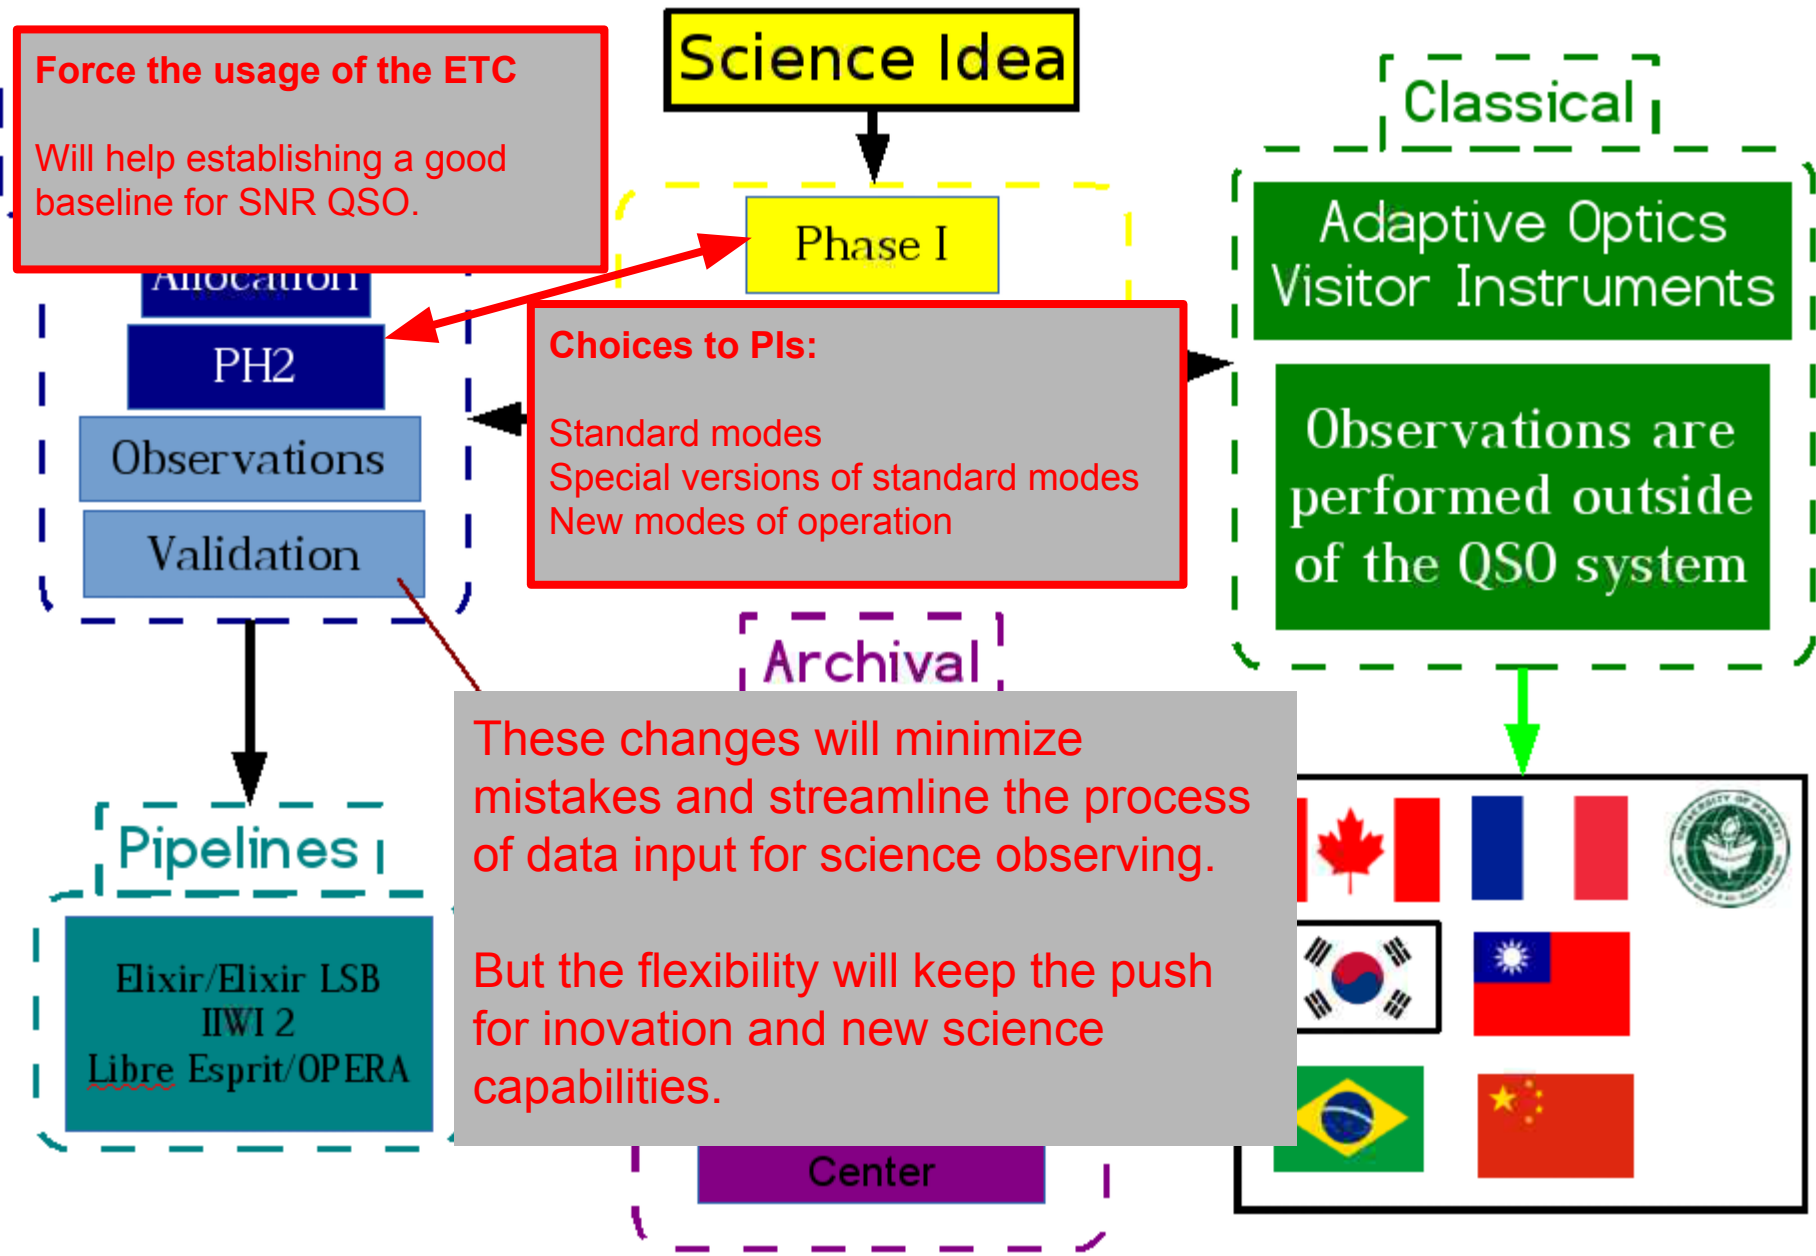 Force the usage of the ETC
Will help establishing a good
baseline for SNR QSO.
Science Idea
Phase I
Allocation
PH2
Observations
Validation
Choices to PIs:
Standard modes
Special versions of standard modes
New modes of operation
Classical
Adaptive Optics
Visitor Instruments
Observations are
performed outside
of the QSO system
Archival
These changes will minimize
mistakes and streamline the process
of data input for science observing.
But the flexibility will keep the push
for inovation and new science
capabilities.
Center
Pipelines
Elixir/Elixir LSB
IIWI 2
Libre Esprit/OPERA
UNIVERSITY OF HAWAII